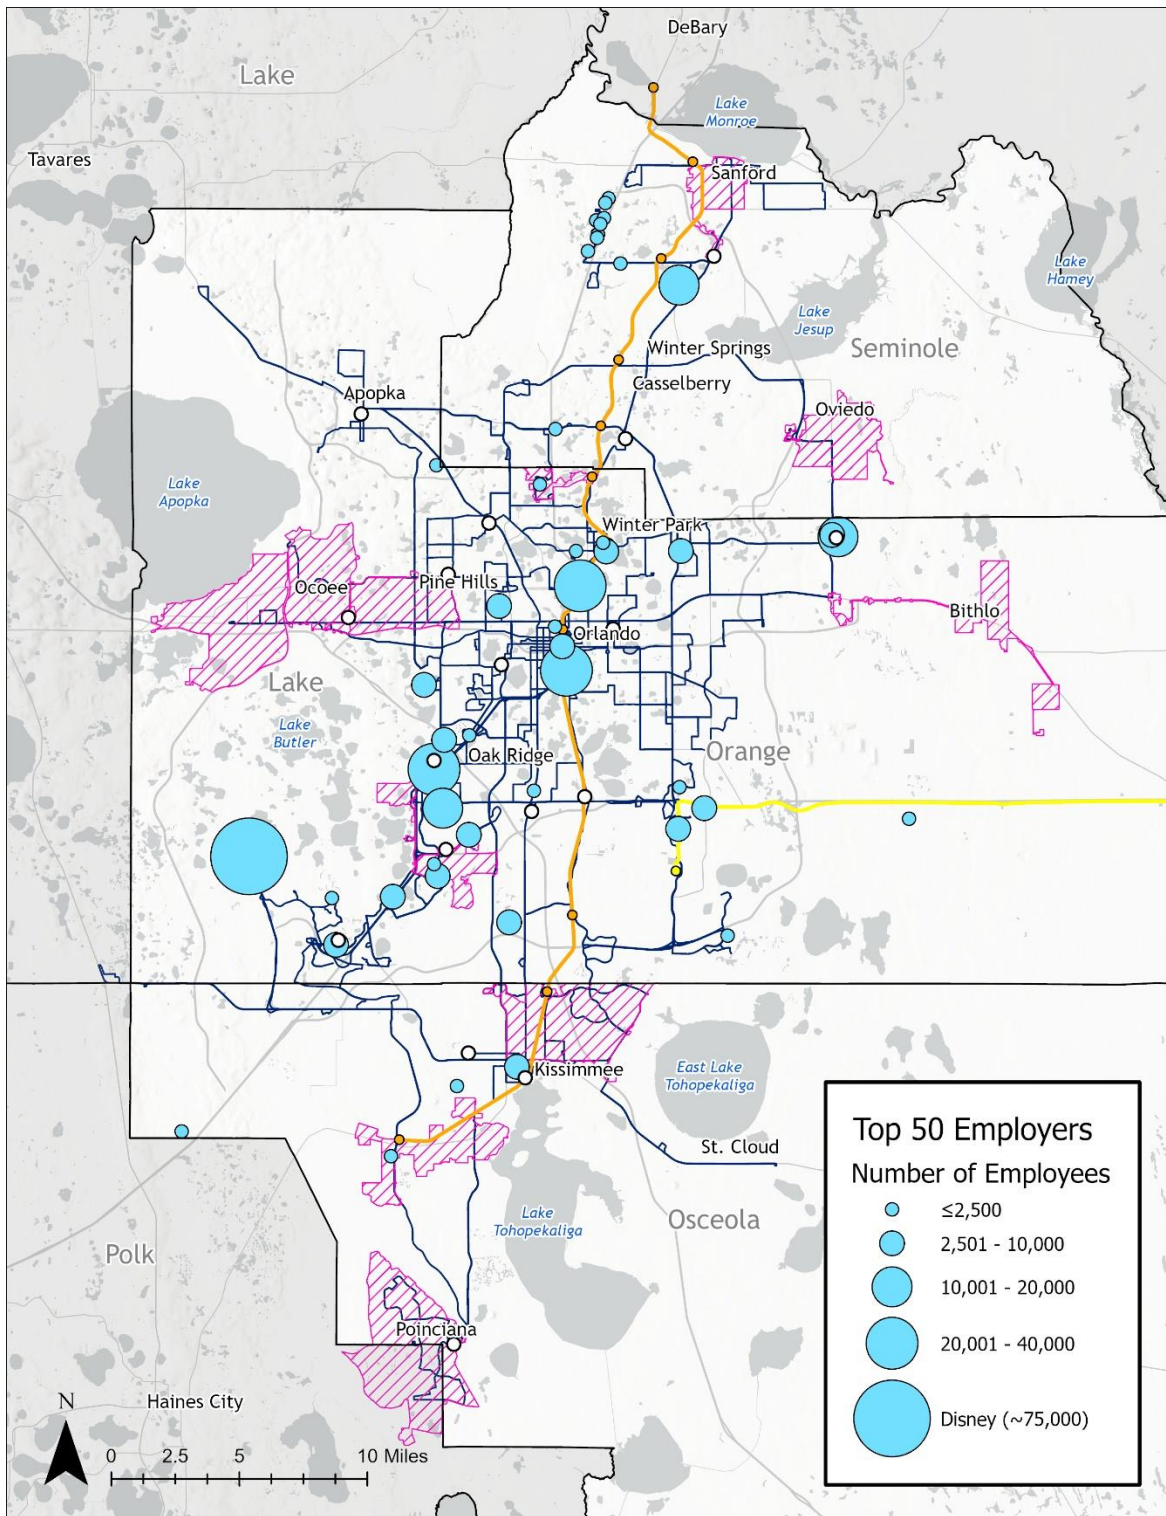 DeBary
Lake
Lake
Monroe
Tavares
Sanford
Lake
Harney
Lake
Jesup
Winter Springs
Seminole
Casselberry
Apopka
Oviedo
Lake
Apopka
Winter Park
Pine Hills
Ocoee
Bithlo
Orlando
Lake
Lake
Butler
Oak Ridge
Orange
Kissimmee
East Lake
Tohopekaliga
St. Cloud
Lake
Tohopekaliga
Osceola
Polk
Poinciana
Haines City
N
0 2.5 5 10 Miles
Top 50 Employers
Number of Employees
≤2,500
2,501 - 10,000
10,001 - 20,000
20,001 - 40,000
Disney (~75,000)